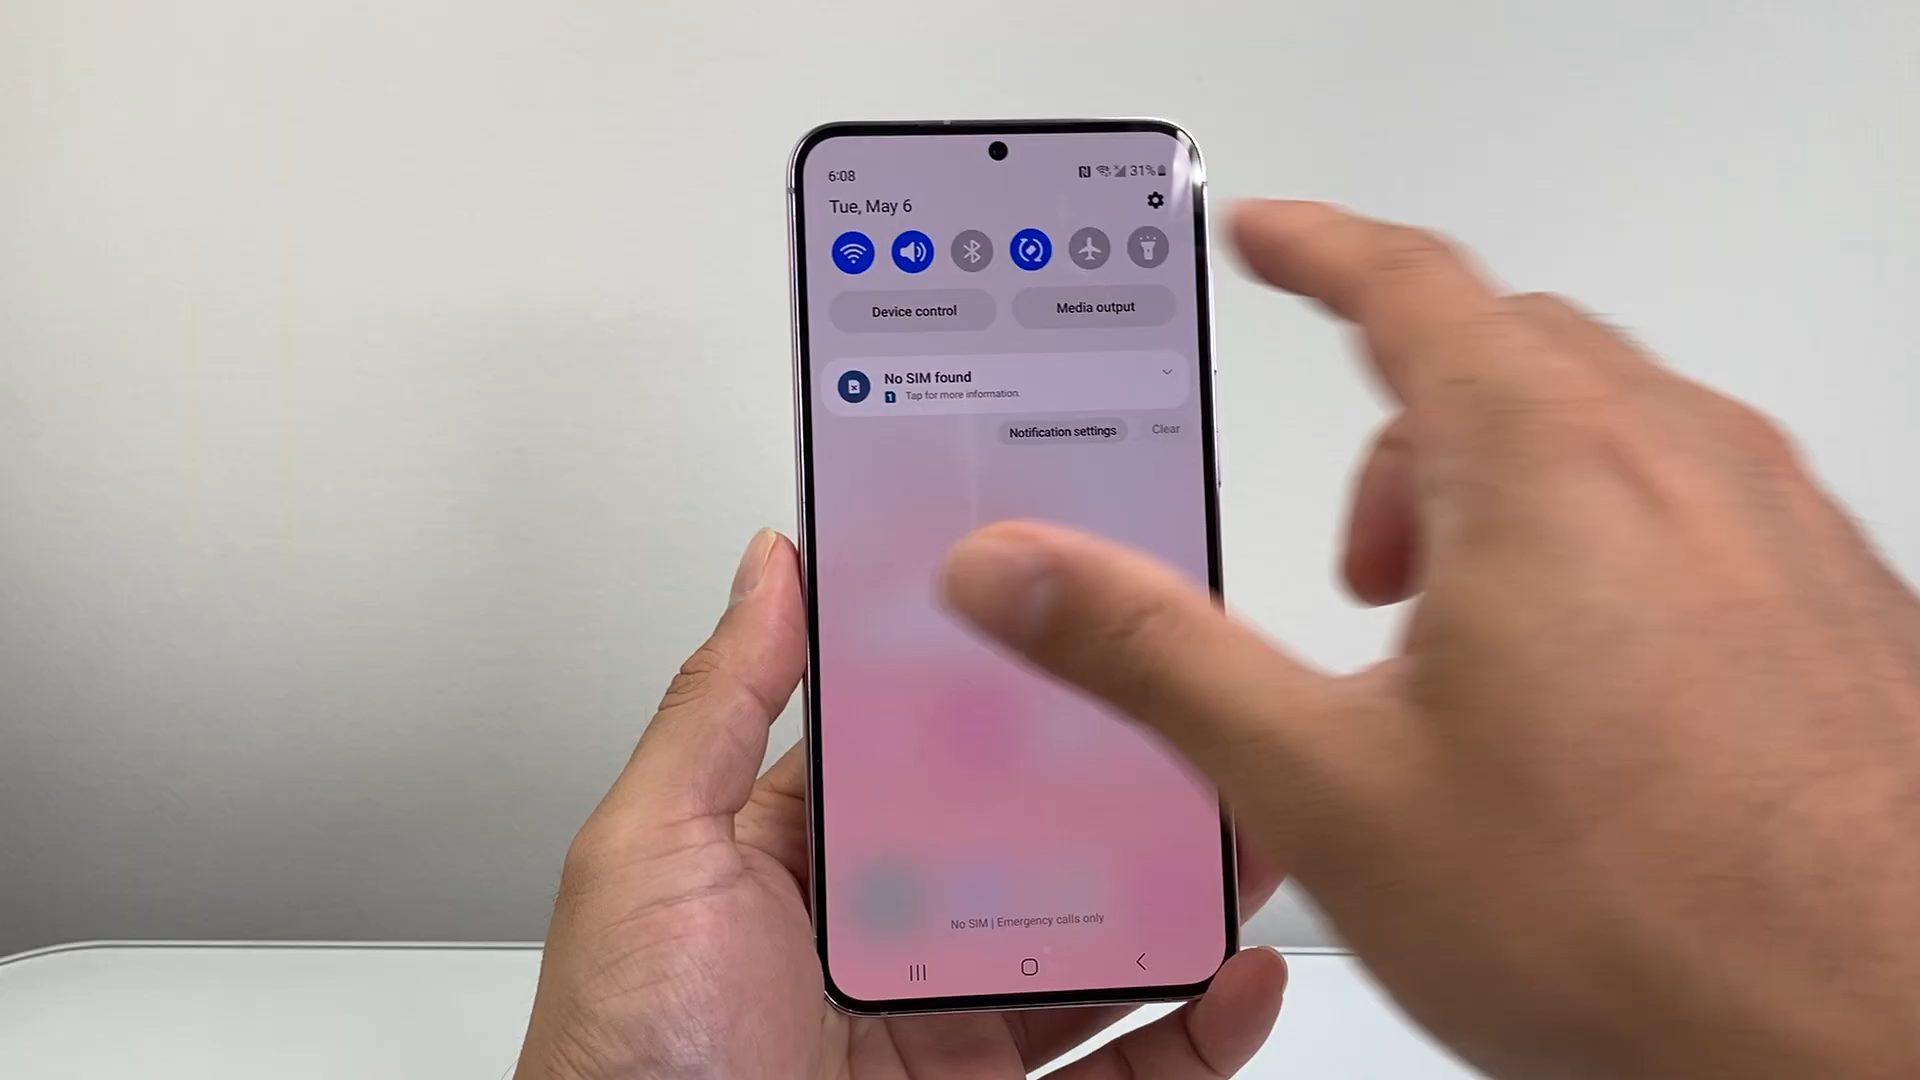 6:08 31%
Tue, May 6
Device control Media output
No SIM found
1 Tap for more information.
Notification settings Clear
No SIM | Emergency calls only